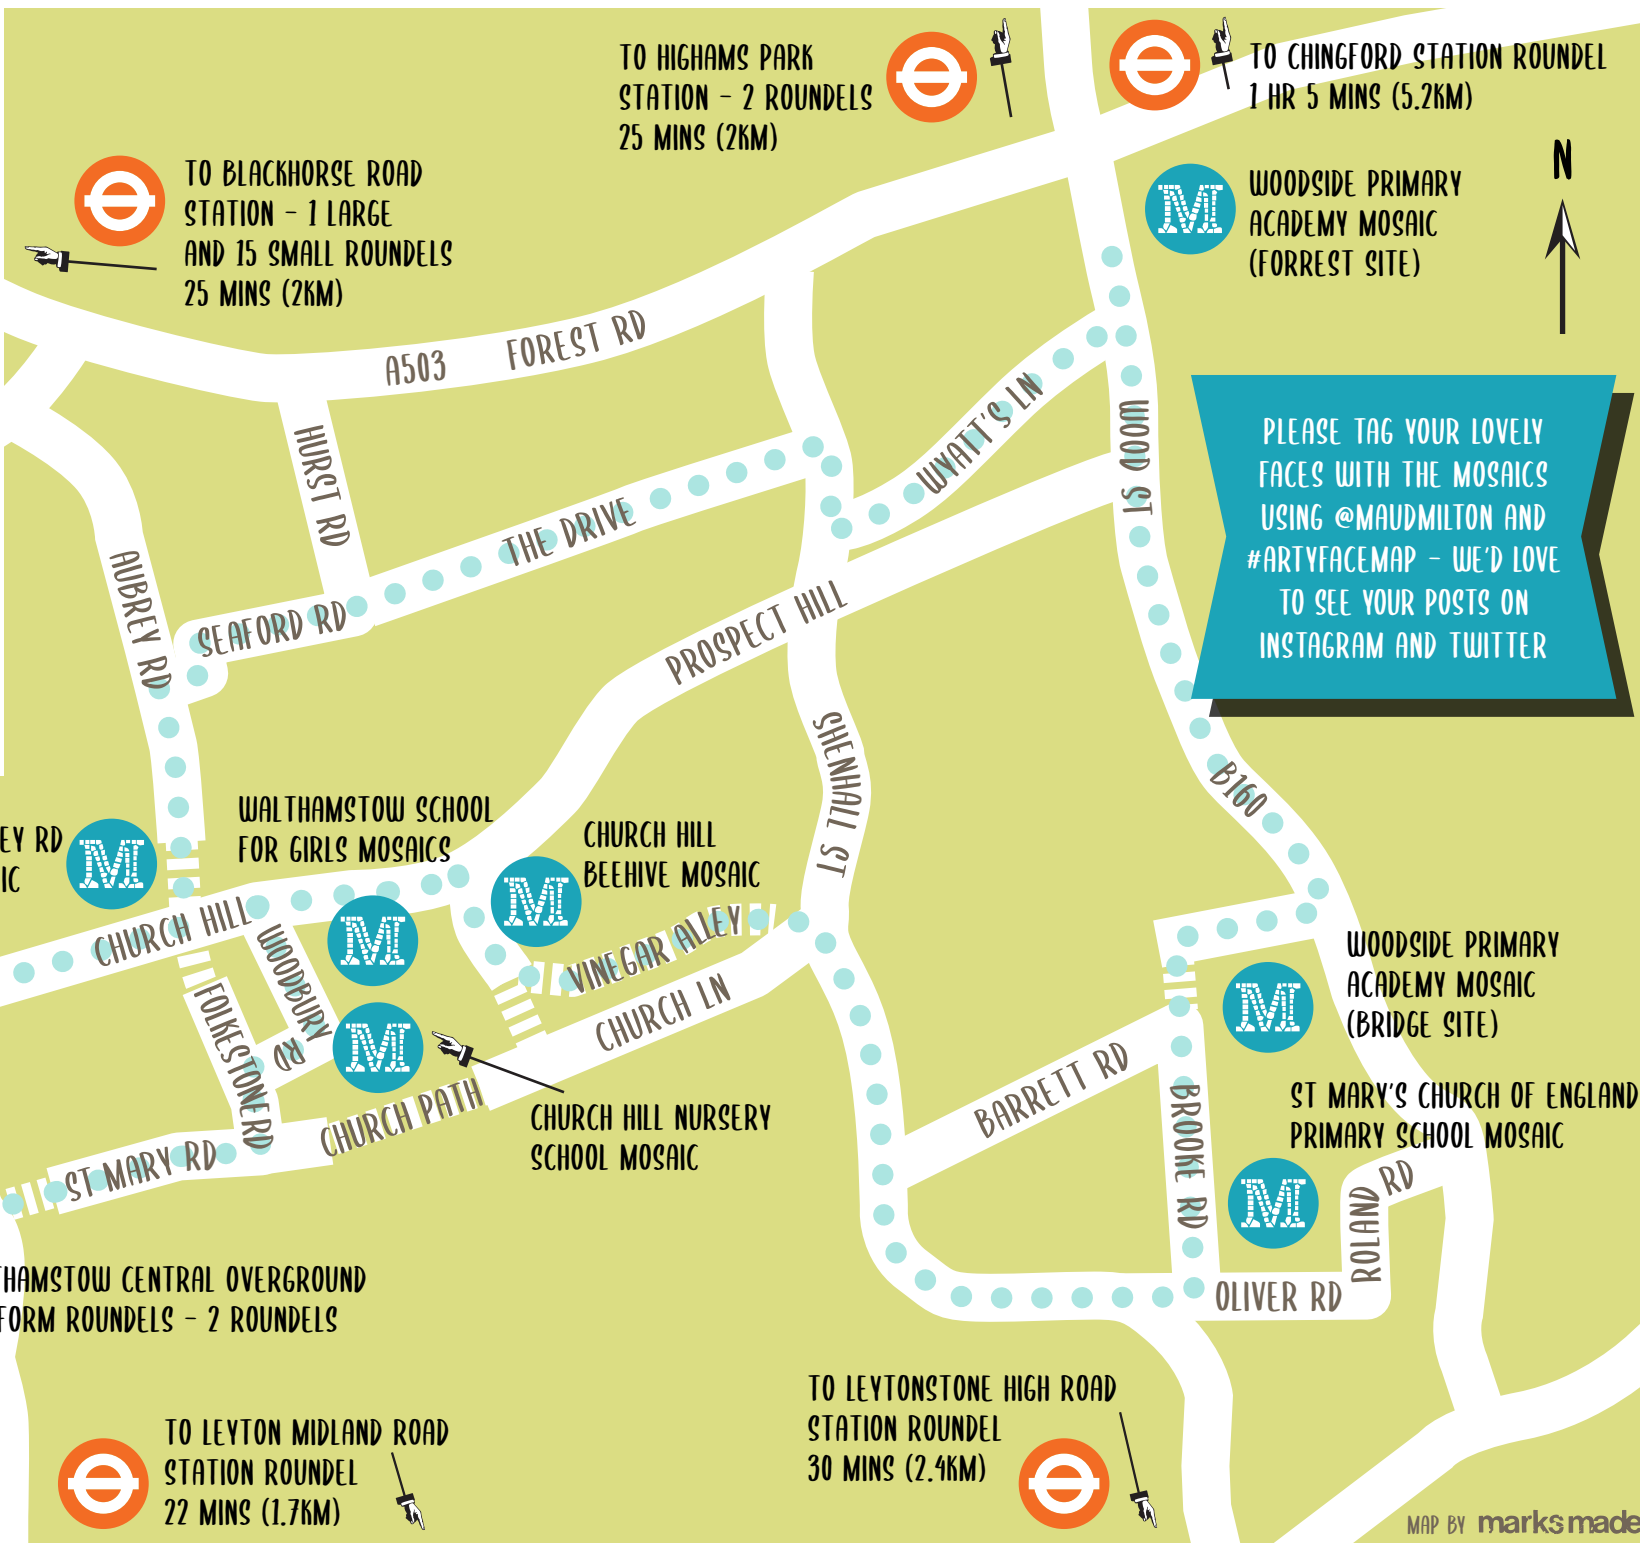 TO HIGHAMS PARK
STATION - 2 ROUNDELS
25 MINS (2KM)
TO CHINGFORD STATION ROUNDEL
1 HR 5 MINS (5.2KM)
N
TO BLACKHORSE ROAD
STATION - 1 LARGE
AND 15 SMALL ROUNDELS
25 MINS (2KM)
M
WOODSIDE PRIMARY
ACADEMY MOSAIC
(FORREST SITE)
A503
FOREST RD
HURST RD
WYATT'S LN
WOOD ST
PLEASE TAG YOUR LOVELY
FACES WITH THE MOSAICS
USING @MAUDMILTON AND
#ARTYFACEMAP - WE'D LOVE
TO SEE YOUR POSTS ON
INSTAGRAM AND TWITTER
THE DRIVE
AUBREY RD
SEAFORD RD
PROSPECT HILL
SHENHALL ST
B160
EY RD
IC
M
WALTHAMSTOW SCHOOL
FOR GIRLS MOSAICS
M
CHURCH HILL
BEEHIVE MOSAIC
M
CHURCH HILL
WOODBURY
RD
VINEGAR ALLEY
CHURCH LN
FOLKESTONE RD
M
CHURCH HILL NURSERY
SCHOOL MOSAIC
CHURCH PATH
ST MARY RD
M
WOODSIDE PRIMARY
ACADEMY MOSAIC
(BRIDGE SITE)
BARRETT RD
BROOKE RD
ST MARY'S CHURCH OF ENGLAND
PRIMARY SCHOOL MOSAIC
M
ROLAND RD
OLIVER RD
THAMSTOW CENTRAL OVERGROUND
FORM ROUNDELS - 2 ROUNDELS
TO LEYTON MIDLAND ROAD
STATION ROUNDEL
22 MINS (1.7KM)
TO LEYTONSTONE HIGH ROAD
STATION ROUNDEL
30 MINS (2.4KM)
MAP BY marksmade